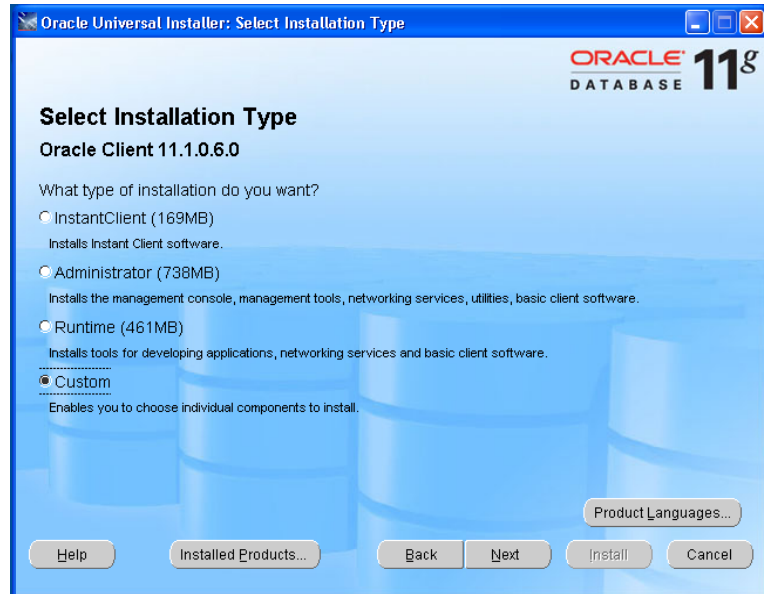 Oracle Universal Installer: Select Installation Type
ORACLE
DATABASE 11g
Select Installation Type
Oracle Client 11.1.0.6.0
What type of installation do you want?
InstantClient (169MB)
Installs Instant Client software.
Administrator (738MB)
Installs the management console, management tools, networking services, utilities, basic client software.
Runtime (461MB)
Installs tools for developing applications, networking services and basic client software.
Custom
Enables you to choose individual components to install.
Product Languages...
Help Installed Products... Back Next Install Cancel